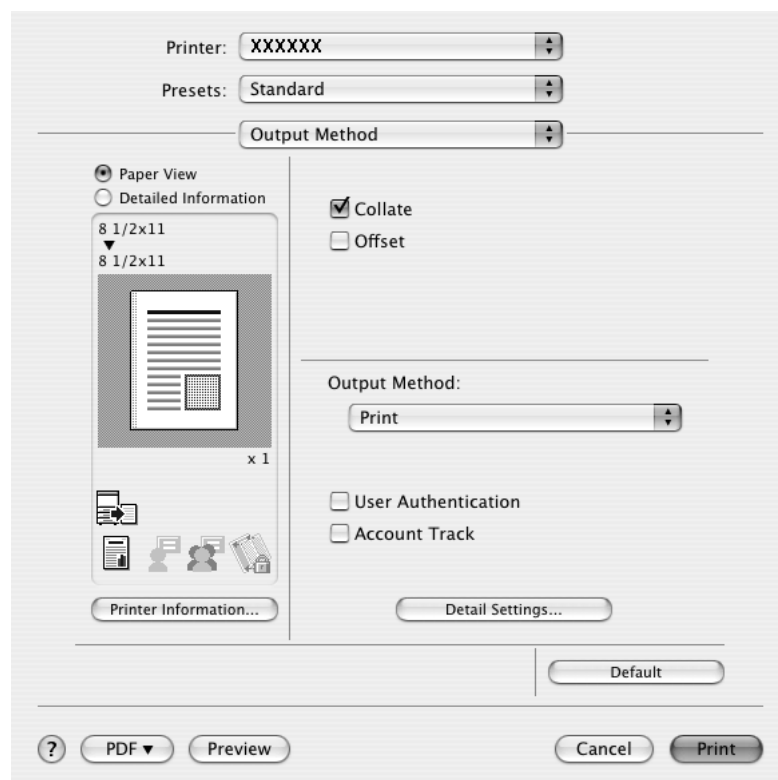 Printer: XXXXXX
Presets: Standard
Output Method
Paper View
Detailed Information
8 1/2x11
8 1/2x11
x 1
Printer Information...
Collate
Offset
Output Method:
Print
User Authentication
Account Track
Detail Settings...
Default
? PDF▼ Preview Cancel Print